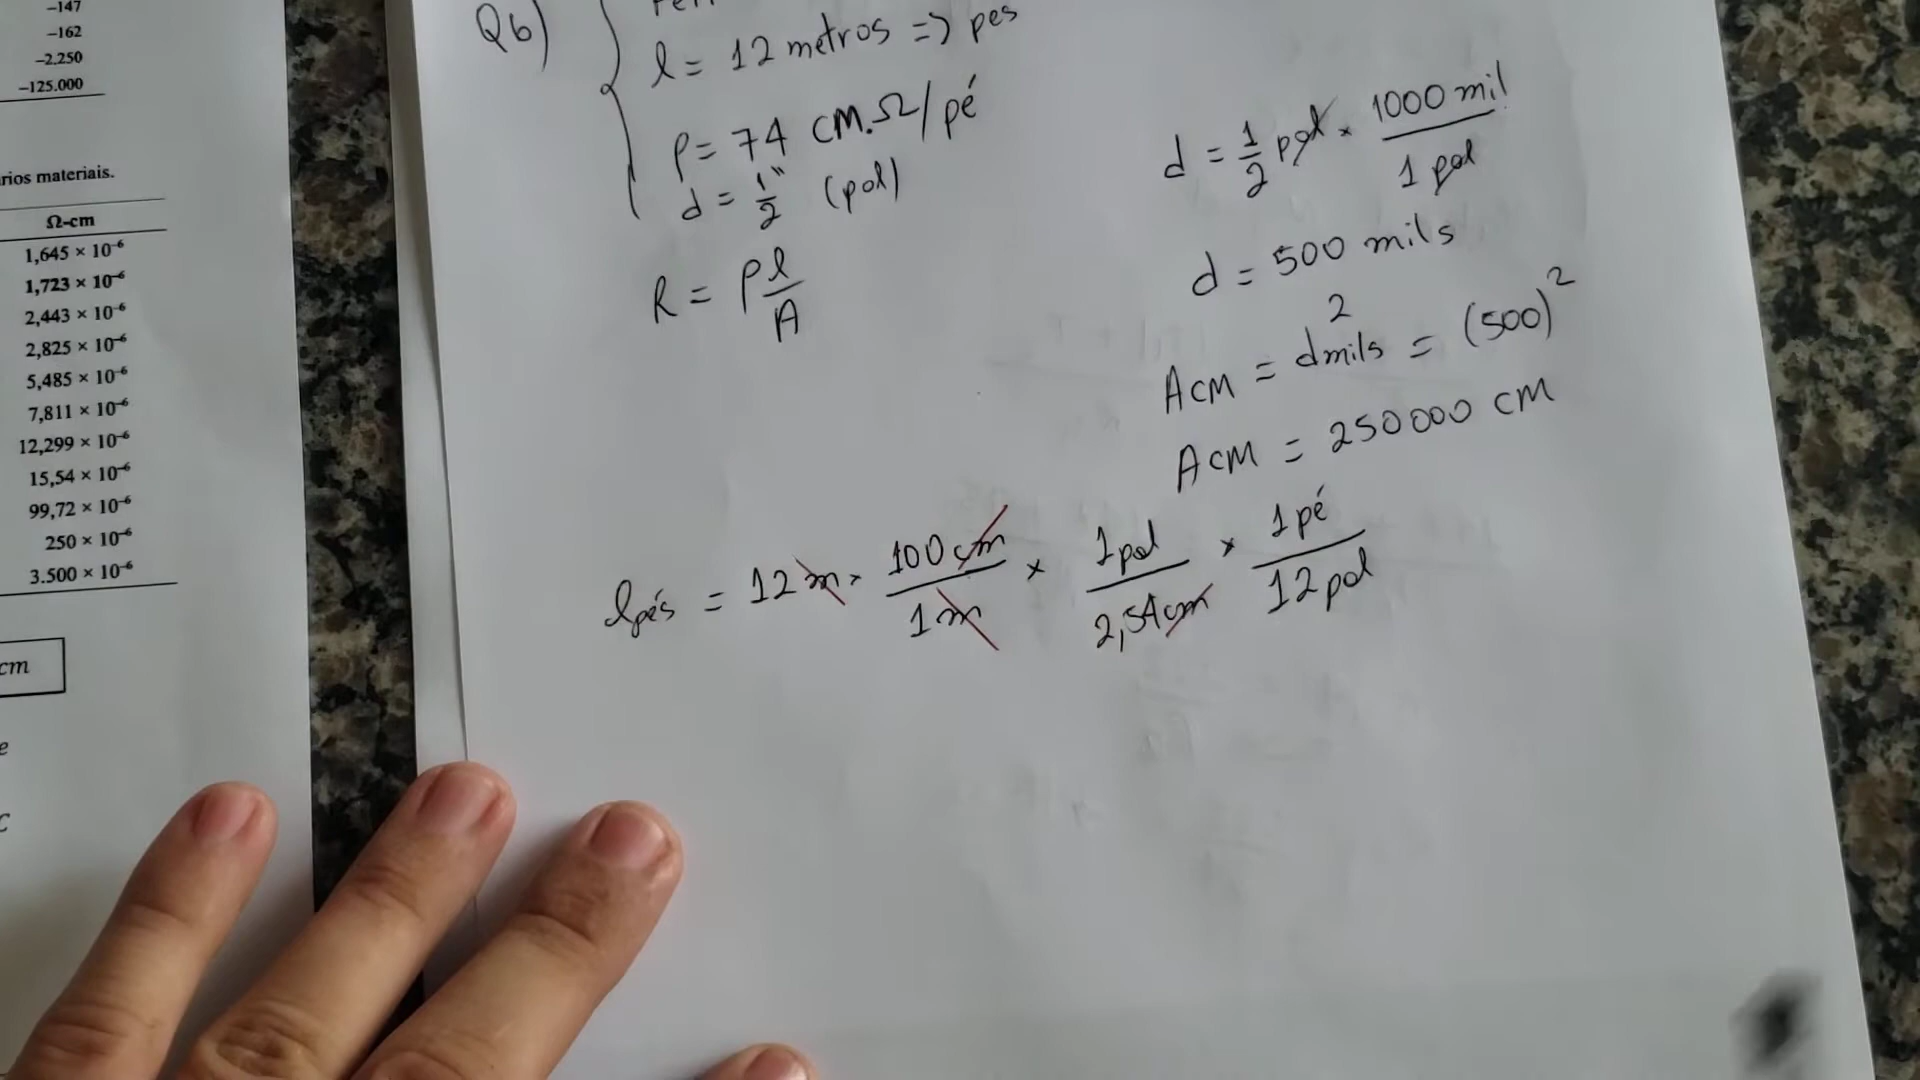 -147
-162
-2.250
-125.000
rios materiais.
Ω-cm
1,645 × 10⁻⁶
1,723 × 10⁻⁶
2,443 × 10⁻⁶
2,825 × 10⁻⁶
5,485 × 10⁻⁶
7,811 × 10⁻⁶
12,299 × 10⁻⁶
15,54 × 10⁻⁶
99,72 × 10⁻⁶
250 × 10⁻⁶
3.500 × 10⁻⁶
cm
e
C
Q6)
l = 12 metros => pes
ρ = 74 CM.Ω/pé
d = 1/2" (pol)
R = ρl/A
d = 1/2 pol × 1000 mil / 1 pol
d = 500 mils
ACM = d²mils = (500)²
ACM = 250000 CM
lpés = 12 m × 100 cm / 1 m × 1 pol / 2,54 cm × 1 pé / 12 pol